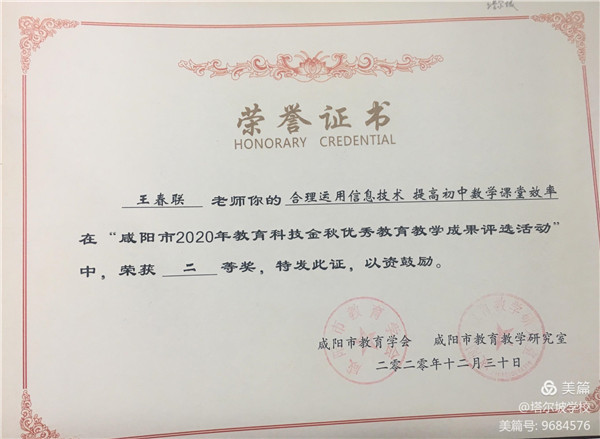 荣誉证书
HONORARY CREDENTIAL
王春联 老师你的 合理运用信息技术 提高初中数学课堂效率
在“咸阳市2020年教育科技金秋优秀教育教学成果评选活动”
中，荣获 二 等奖，特发此证，以资鼓励。
咸阳市教育学会 咸阳市教育教学研究室
二〇二〇年十二月三十日
美篇
@塔尔坡学校
美篇号: 9684576